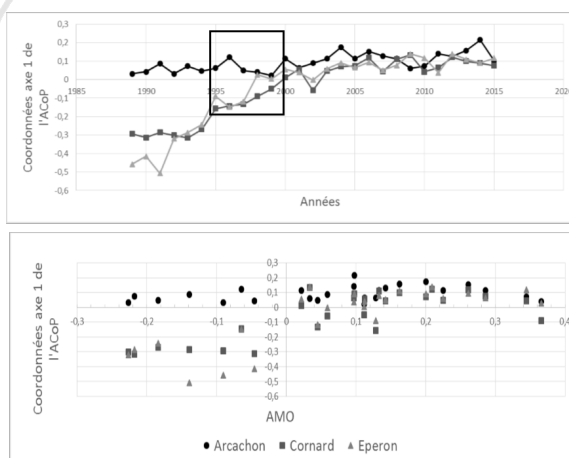 0,3
0,2
0,1
0
-0,1
-0,2
-0,3
-0,4
-0,5
-0,6
1985 1990 1995 2000 2005 2010 2015 2020
Coordonnées axe 1 de
l'ACoP
Années
0,3
0,2
0,1
0
-0,1
-0,2
-0,3
-0,4
-0,5
-0,6
-0,3 -0,2 -0,1 0 0,1 0,2 0,3 0,4
Coordonnées axe 1 de
l'ACoP
AMO
Arcachon Cornard Eperon